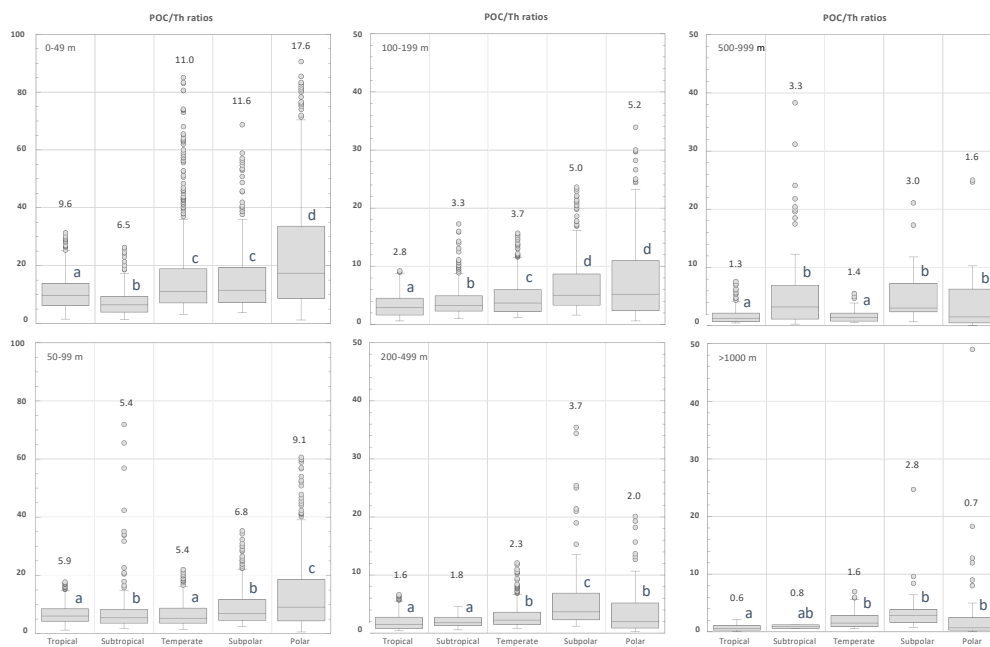 POC/Th ratios
POC/Th ratios
POC/Th ratios
100
80
60
40
20
0
0-49 m
9.6
6.5
11.0
11.6
17.6
a
b
c
c
d
50
40
30
20
10
0
100-199 m
2.8
3.3
3.7
5.0
5.2
a
b
c
d
d
50
40
30
20
10
0
500-999 m
1.3
3.3
1.4
3.0
1.6
a
b
a
b
b
100
80
60
40
20
0
50-99 m
5.9
5.4
5.4
6.8
9.1
a
b
a
b
c
Tropical
Subtropical
Temperate
Subpolar
Polar
50
40
30
20
10
0
200-499 m
1.6
1.8
2.3
3.7
2.0
a
a
b
c
b
Tropical
Subtropical
Temperate
Subpolar
Polar
50
40
30
20
10
0
>1000 m
0.6
0.8
1.6
2.8
0.7
a
ab
b
b
b
Tropical
Subtropical
Temperate
Subpolar
Polar